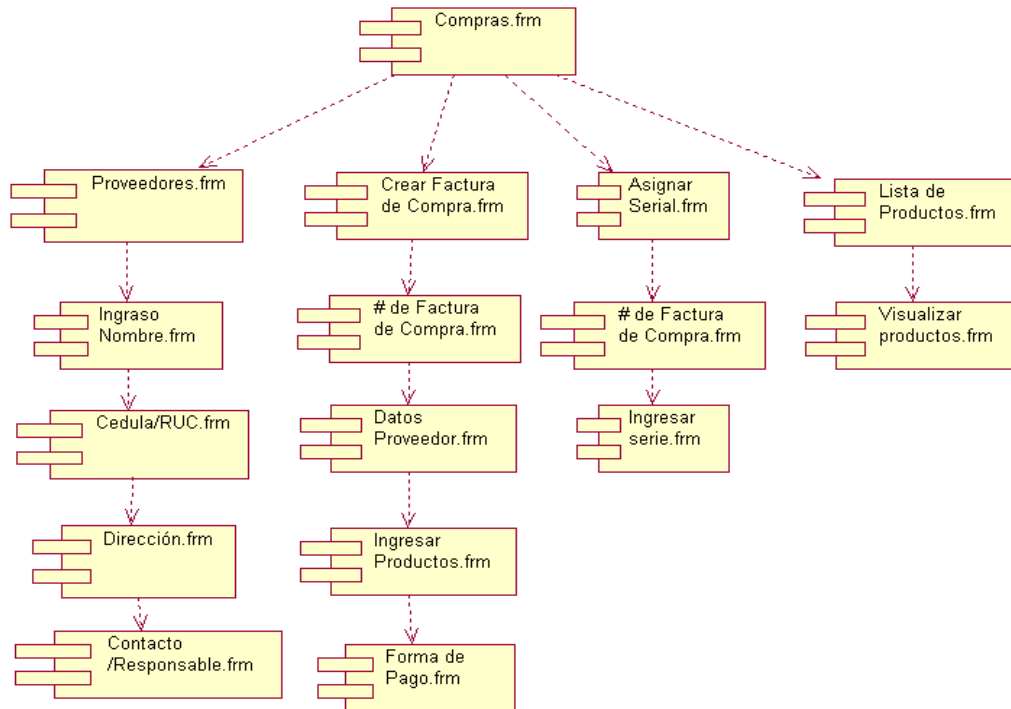 Compras.frm
Proveedores.frm
Crear Factura
de Compra.frm
Asignar
Serial.frm
Lista de
Productos.frm
Ingraso
Nombre.frm
# de Factura
de Compra.frm
# de Factura
de Compra.frm
Visualizar
productos.frm
Cedula/RUC.frm
Datos
Proveedor.frm
Ingresar
serie.frm
Dirección.frm
Ingresar
Productos.frm
Contacto
/Responsable.frm
Forma de
Pago.frm